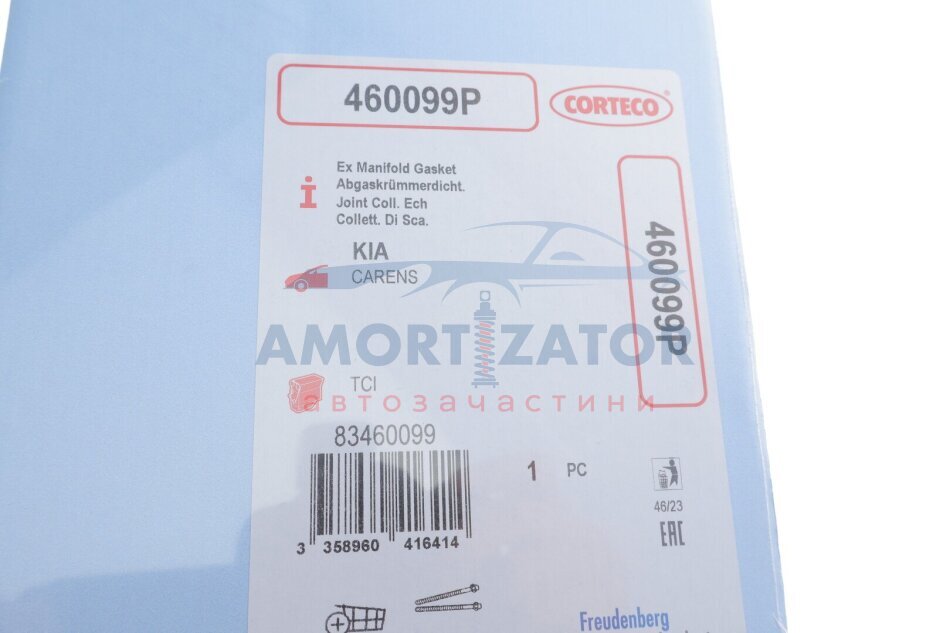 460099P
CORTECO
Ex Manifold Gasket
Abgaskrümmerdicht.
Joint Coll. Ech
Collett. Di Sca.
460099P
KIA
CARENS
AMORTIZATOR
TCI
автозачастини
83460099
1 PC
46/23
EAC
3 358960 416414
Freudenberg